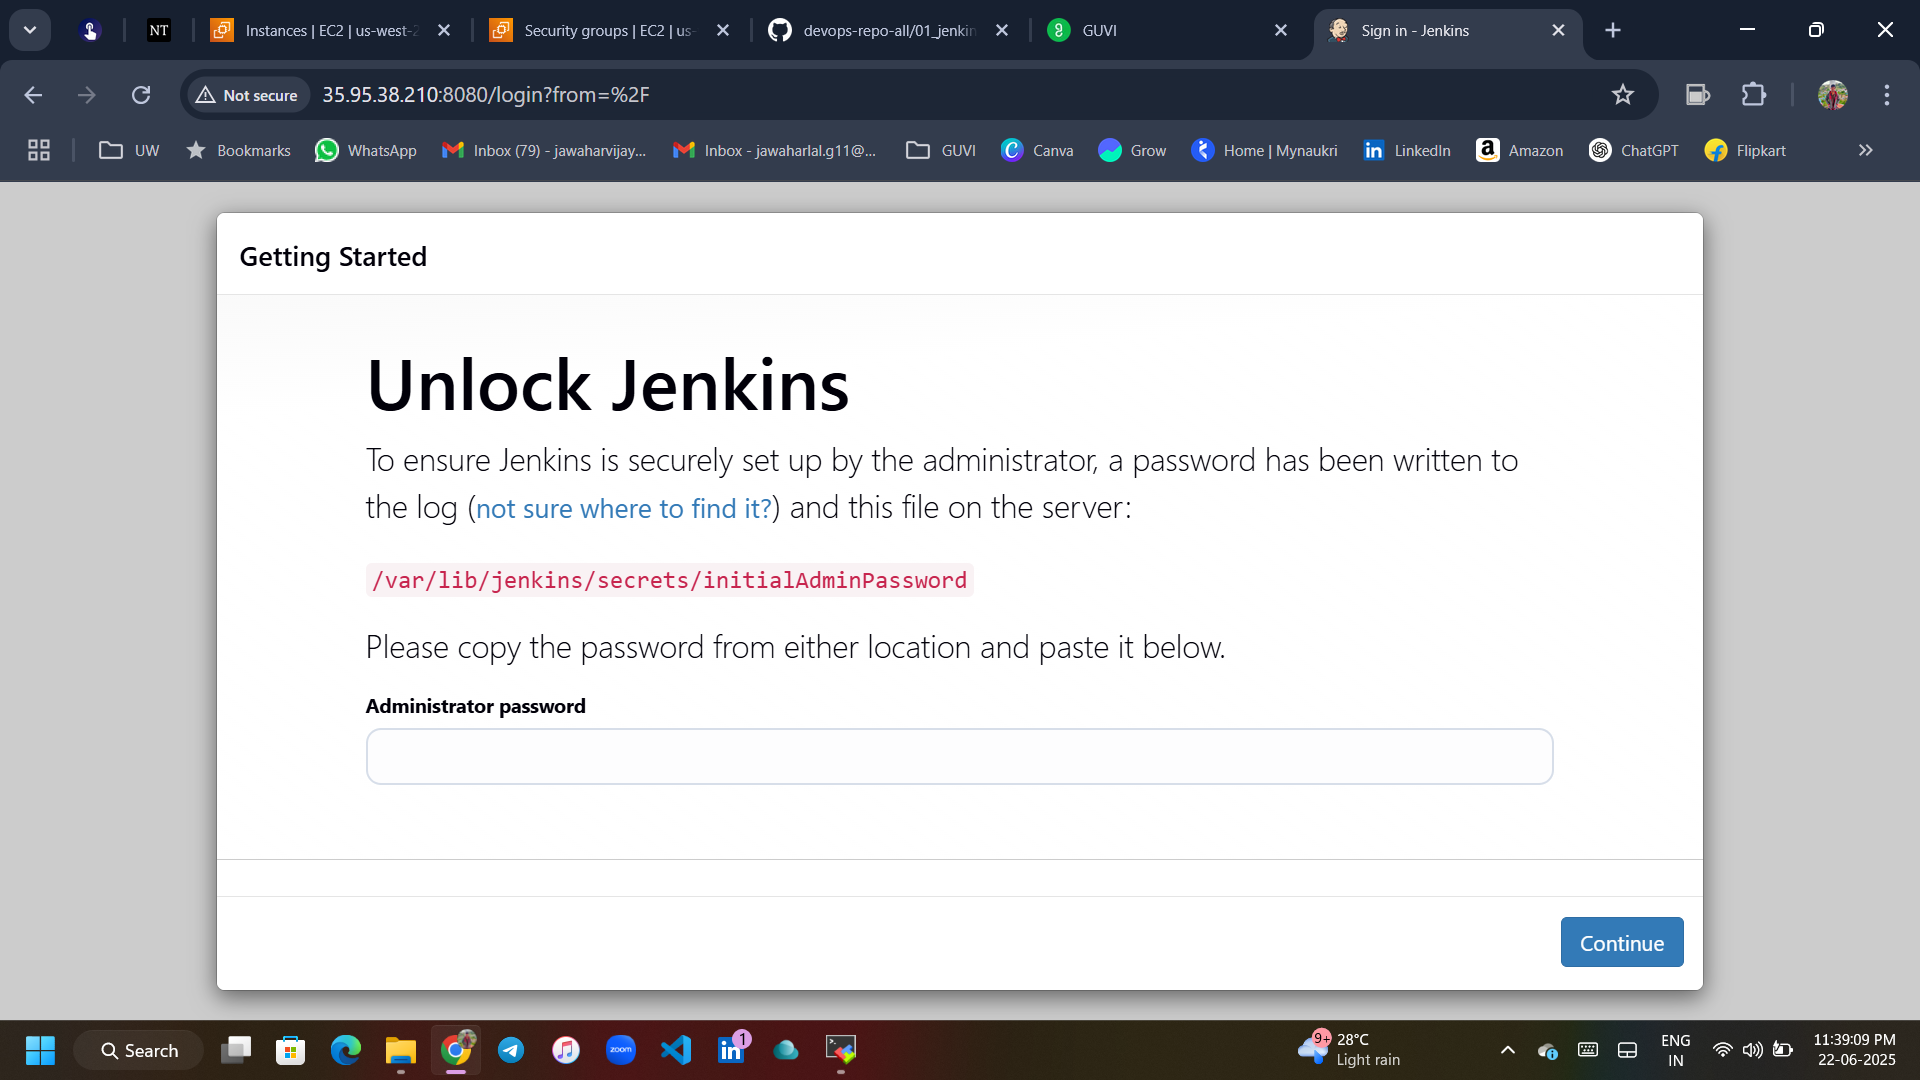 NT
Instances | EC2 | us-west-2
Security groups | EC2 | us-
devops-repo-all/01_jenkin
GUVI
Sign in - Jenkins
Not secure
35.95.38.210:8080/login?from=%2F
UW
Bookmarks
WhatsApp
Inbox (79) - jawaharvijay...
Inbox - jawaharlal.g11@...
GUVI
Canva
Grow
Home | Mynaukri
LinkedIn
Amazon
ChatGPT
Flipkart
Getting Started
Unlock Jenkins
To ensure Jenkins is securely set up by the administrator, a password has been written to
the log (not sure where to find it?) and this file on the server:
/var/lib/jenkins/secrets/initialAdminPassword
Please copy the password from either location and paste it below.
Administrator password
Continue
Search
zoom
1
9+
28°C
Light rain
ENG
IN
11:39:09 PM
22-06-2025